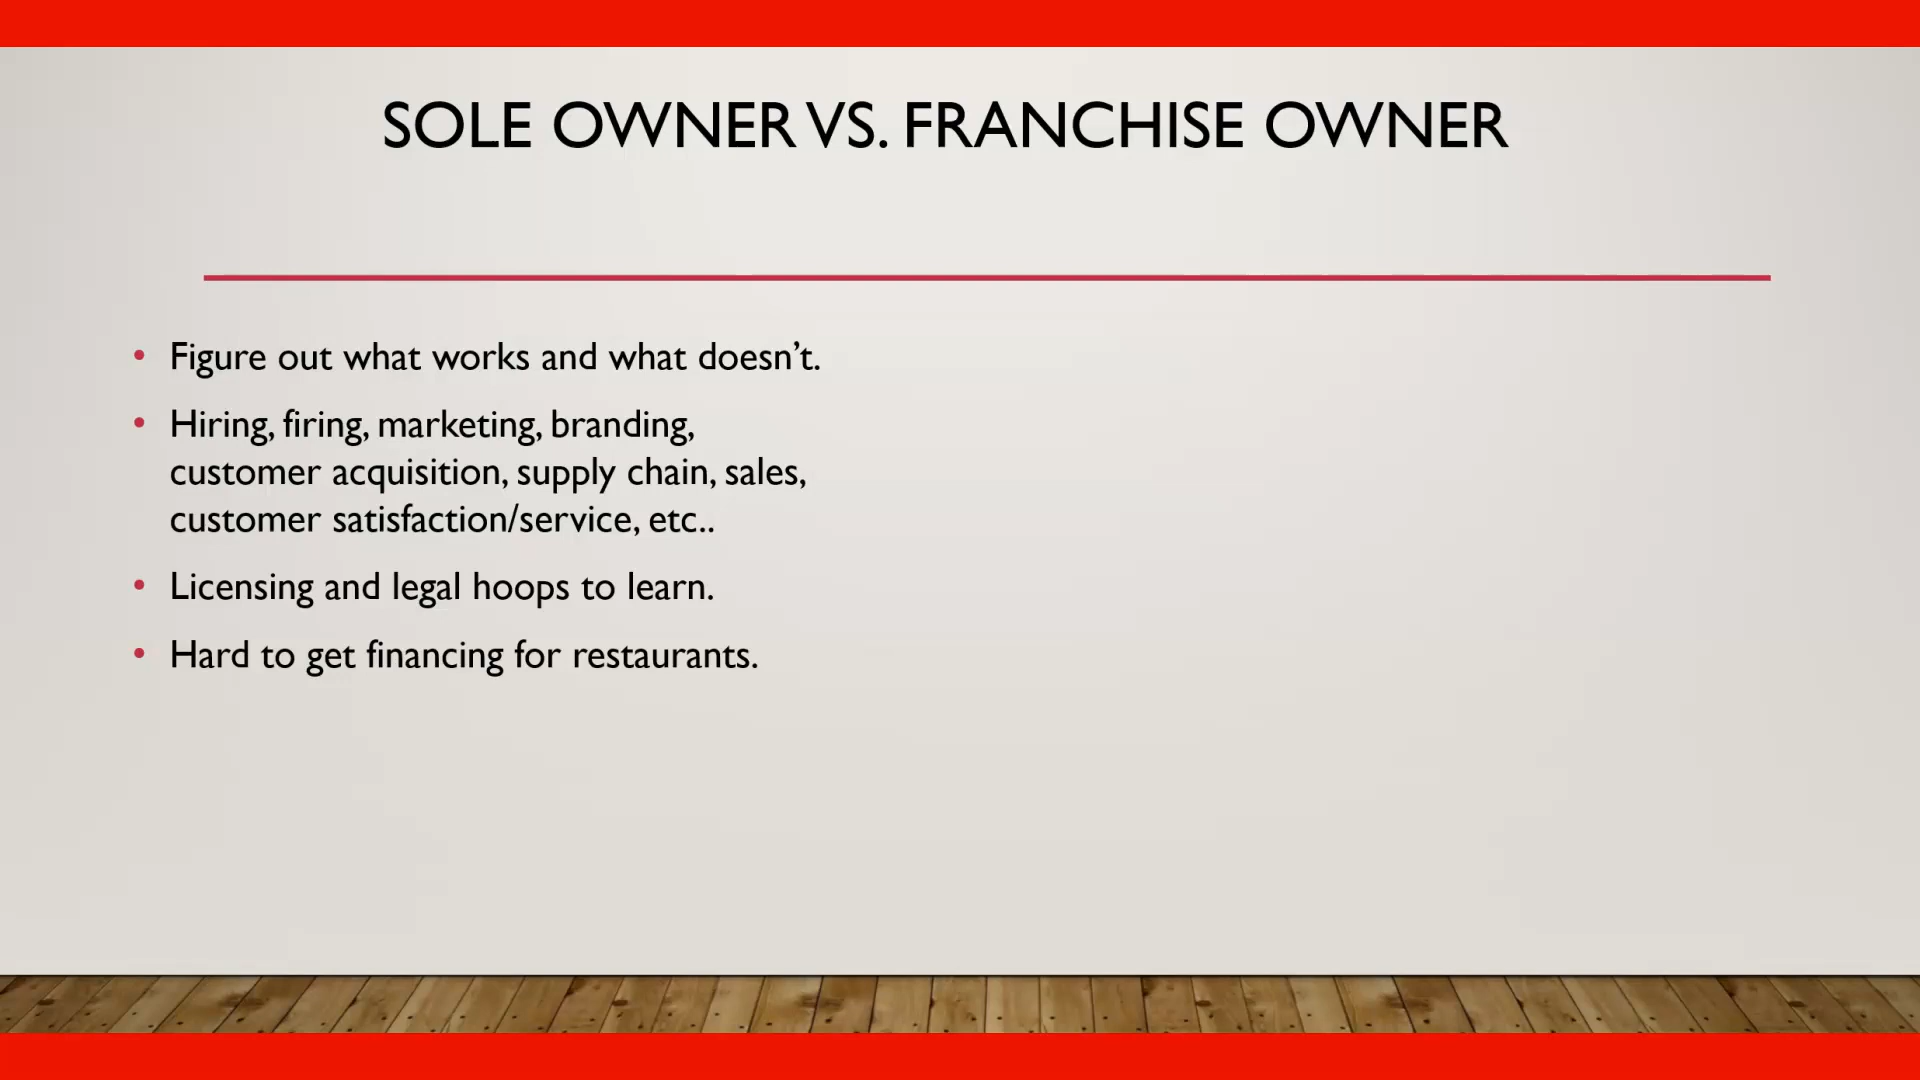 SOLE OWNER VS. FRANCHISE OWNER
• Figure out what works and what doesn’t.
• Hiring, firing, marketing, branding,
customer acquisition, supply chain, sales,
customer satisfaction/service, etc..
• Licensing and legal hoops to learn.
• Hard to get financing for restaurants.